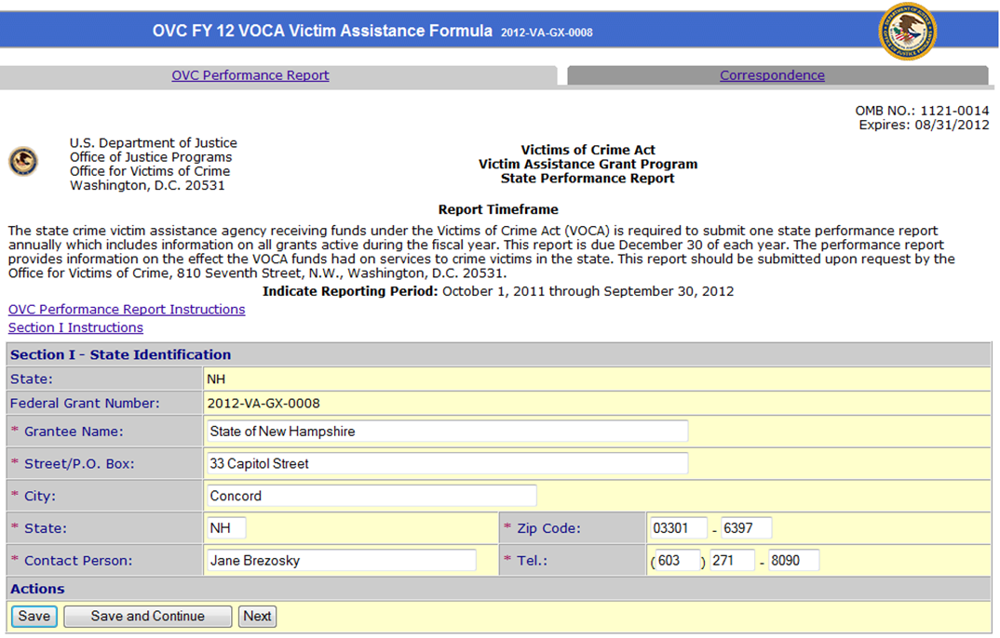 OVC FY 12 VOCA Victim Assistance Formula 2012-VA-GX-0008
OVC Performance Report
Correspondence
OMB NO.: 1121-0014
Expires: 08/31/2012
U.S. Department of Justice
Office of Justice Programs
Office for Victims of Crime
Washington, D.C. 20531
Victims of Crime Act
Victim Assistance Grant Program
State Performance Report
Report Timeframe
The state crime victim assistance agency receiving funds under the Victims of Crime Act (VOCA) is required to submit one state performance report
annually which includes information on all grants active during the fiscal year. This report is due December 30 of each year. The performance report
provides information on the effect the VOCA funds had on services to crime victims in the state. This report should be submitted upon request by the
Office for Victims of Crime, 810 Seventh Street, N.W., Washington, D.C. 20531.
Indicate Reporting Period: October 1, 2011 through September 30, 2012
OVC Performance Report Instructions
Section I Instructions
Section I - State Identification
State: NH
Federal Grant Number: 2012-VA-GX-0008
* Grantee Name: State of New Hampshire
* Street/P.O. Box: 33 Capitol Street
* City: Concord
* State: NH * Zip Code: 03301 - 6397
* Contact Person: Jane Brezosky * Tel.: (603) 271 - 8090
Actions
Save Save and Continue Next